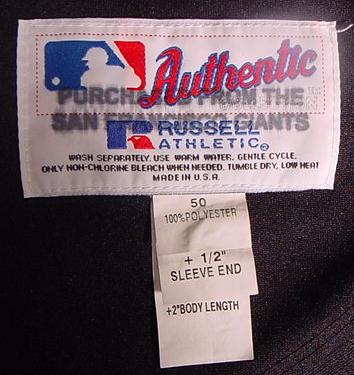 Authentic
PURCHASED FROM THE
SAN FRANCISCO GIANTS
RUSSELL
ATHLETIC®
WASH SEPARATELY. USE WARM WATER. GENTLE CYCLE.
ONLY NON-CHLORINE BLEACH WHEN NEEDED. TUMBLE DRY, LOW HEAT
MADE IN U.S.A.
50
100%POLYESTER
+ 1/2"
SLEEVE END
+2"BODY LENGTH